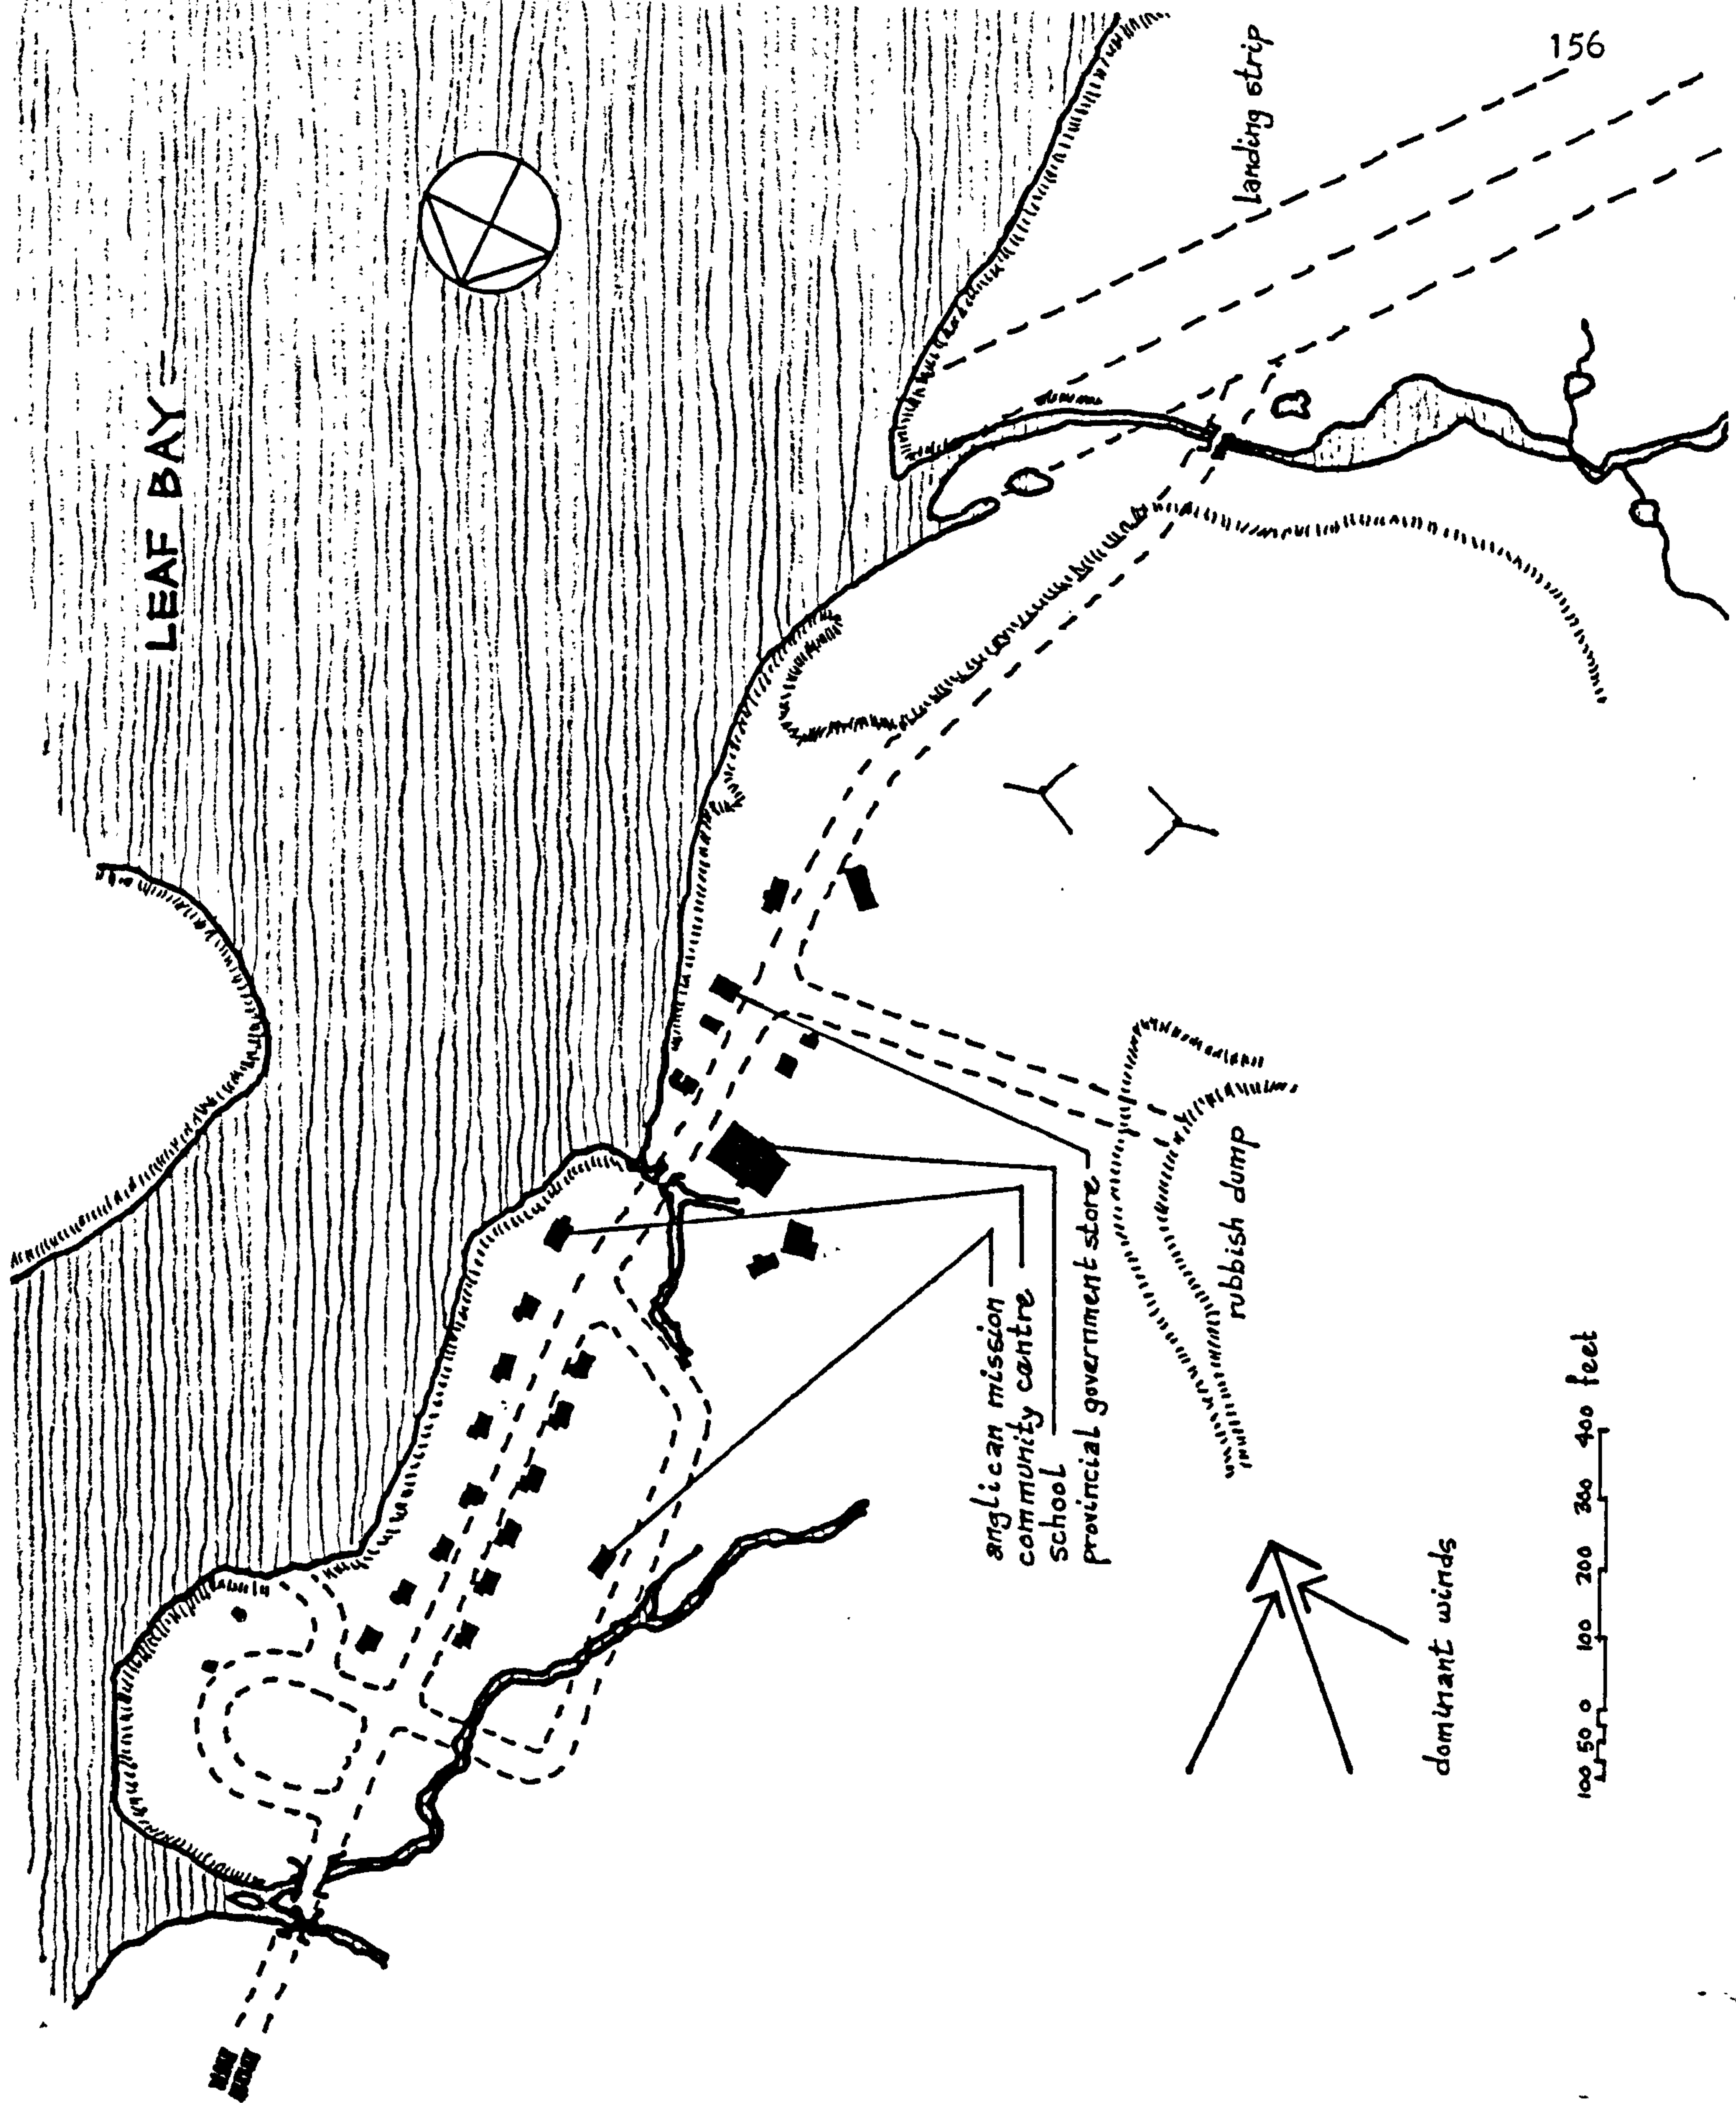 156
LEAF BAY
landing strip
anglican mission
community centre
school
provincial government store
rubbish dump
dominant winds
100 50 0 100 200 300 400 feet